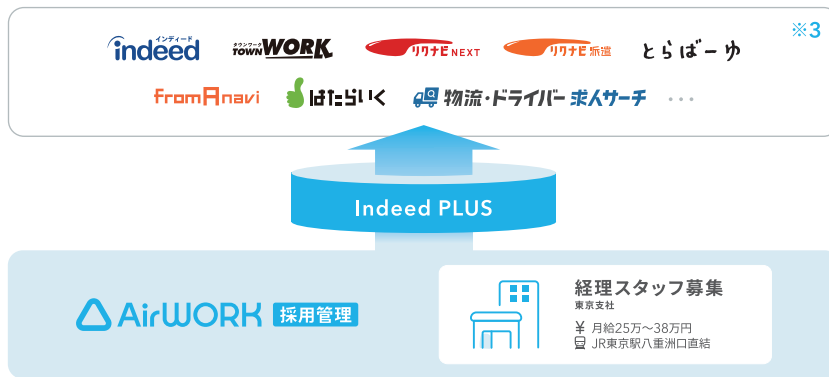 ※3
インディード
indeed
タウンワーク
TOWN WORK
リクナビNEXT
リクナビ派遣
とらばーゆ
FromAnavi
はたらいく
物流・ドライバー 求人サーチ
・・・
Indeed PLUS
AirWORK 採用管理
経理スタッフ募集
東京支社
¥ 月給25万〜38万円
JR東京駅八重洲口直結